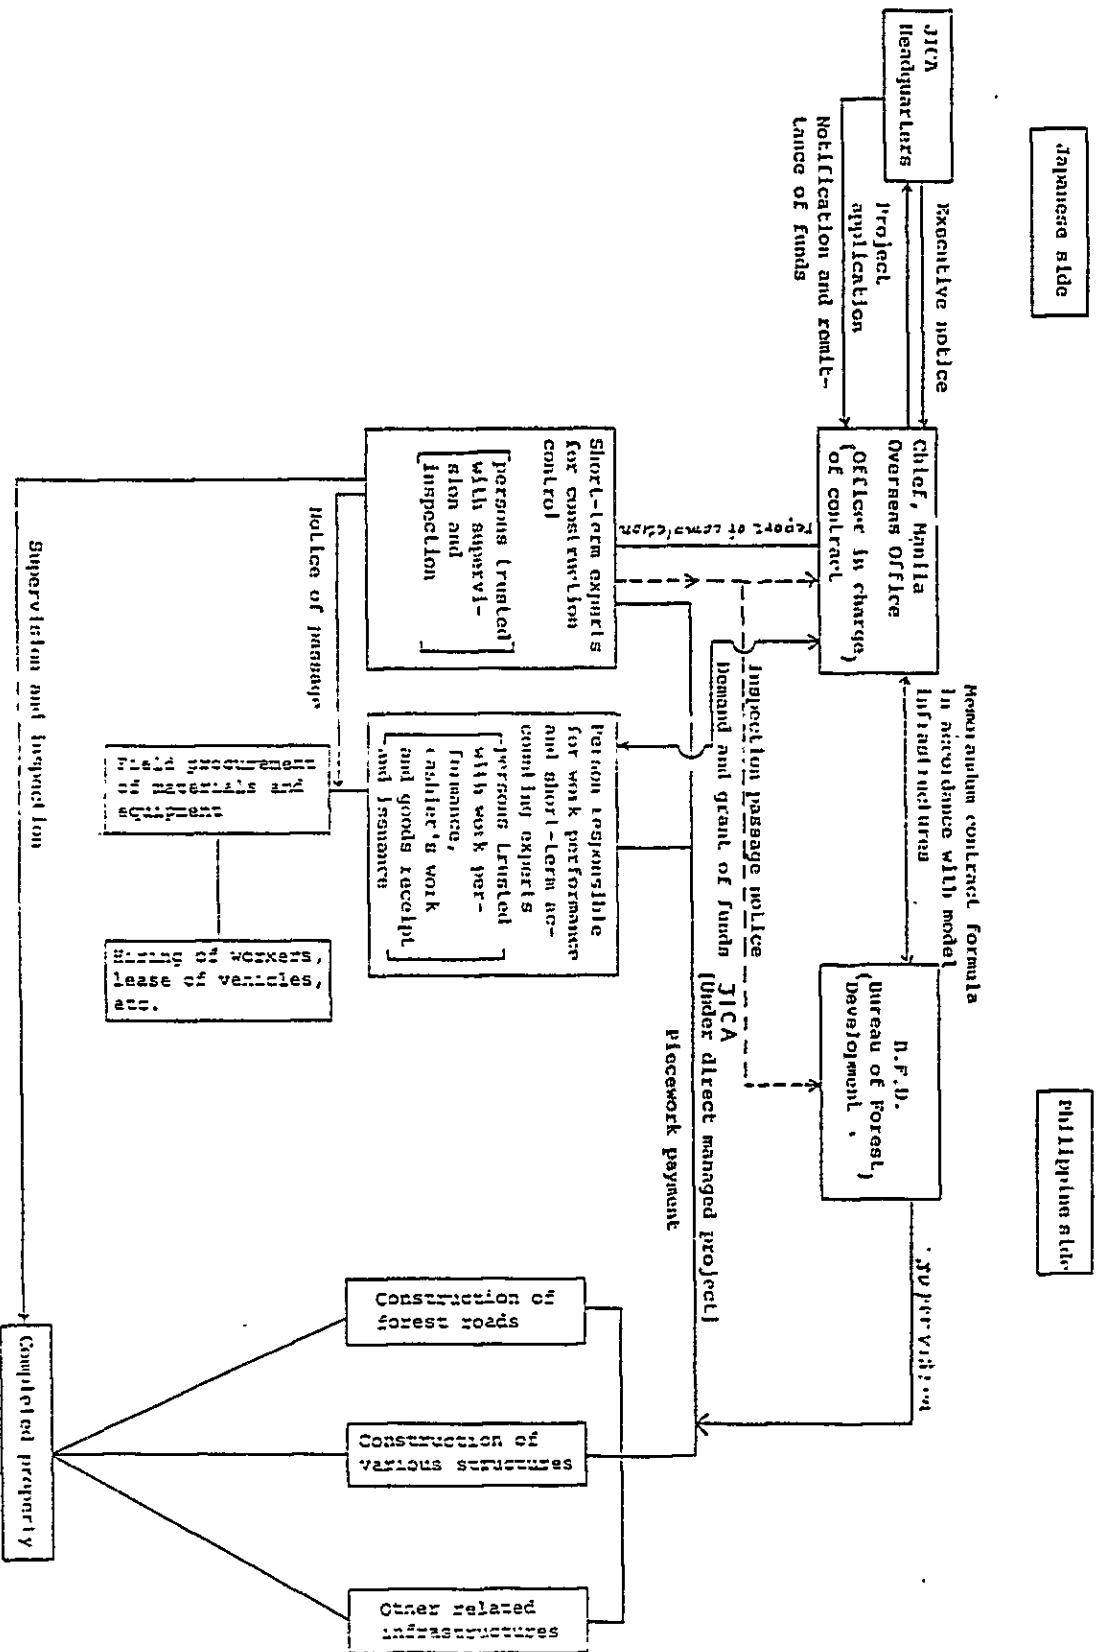 Japanese side
Philippine side
JICA
Headquarters
Executive notice
Project
application
Notification and remit-
tance of funds
Chief, Manila
Overseas Office
(Officer in charge)
of contract
Memorandum contract formula
in accordance with model
infrastructures
B.F.D.
(Bureau of Forest)
Development
Supervision
report of completion
Inspection passage notice
Demand and grant of funds
JICA
[Under direct managed project]
Piecework payment
Short-term experts
for construction
control
[persons trusted
with supervi-
sion and
inspection]
Person responsible
for work performance
and short-term ac-
counting experts
[persons trusted
with work per-
formance,
cashier's work
and goods receipt
and issuance]
Notice of passage
Field procurement
of materials and
equipment
Hiring of workers,
lease of vehicles,
etc.
Construction of
forest roads
Construction of
various structures
Other related
infrastructures
Supervision and inspection
Completed property